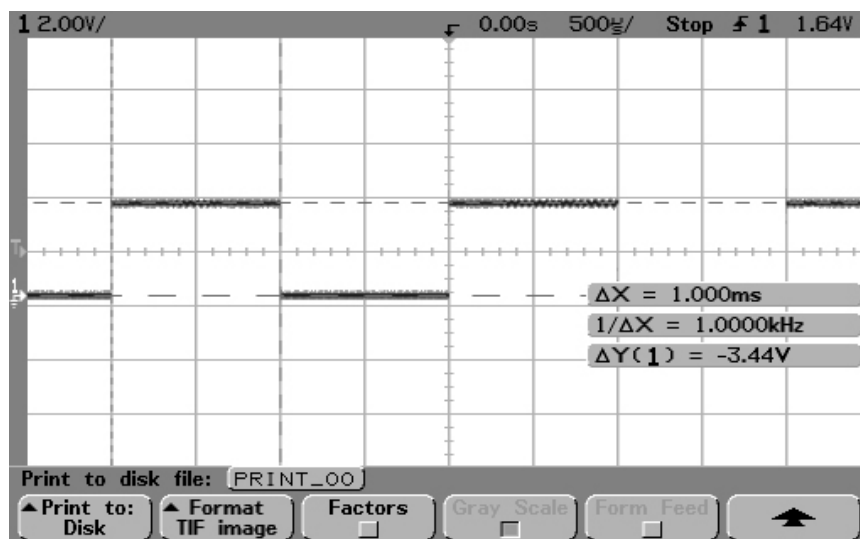 1 2.00V/ 0.00s 500µs/ Stop 1 1.64V
T
1
ΔX = 1.000ms
1/ΔX = 1.0000kHz
ΔY(1) = -3.44V
Print to disk file: PRINT_00
Print to: Disk
Format TIF image
Factors
Gray Scale
Form Feed